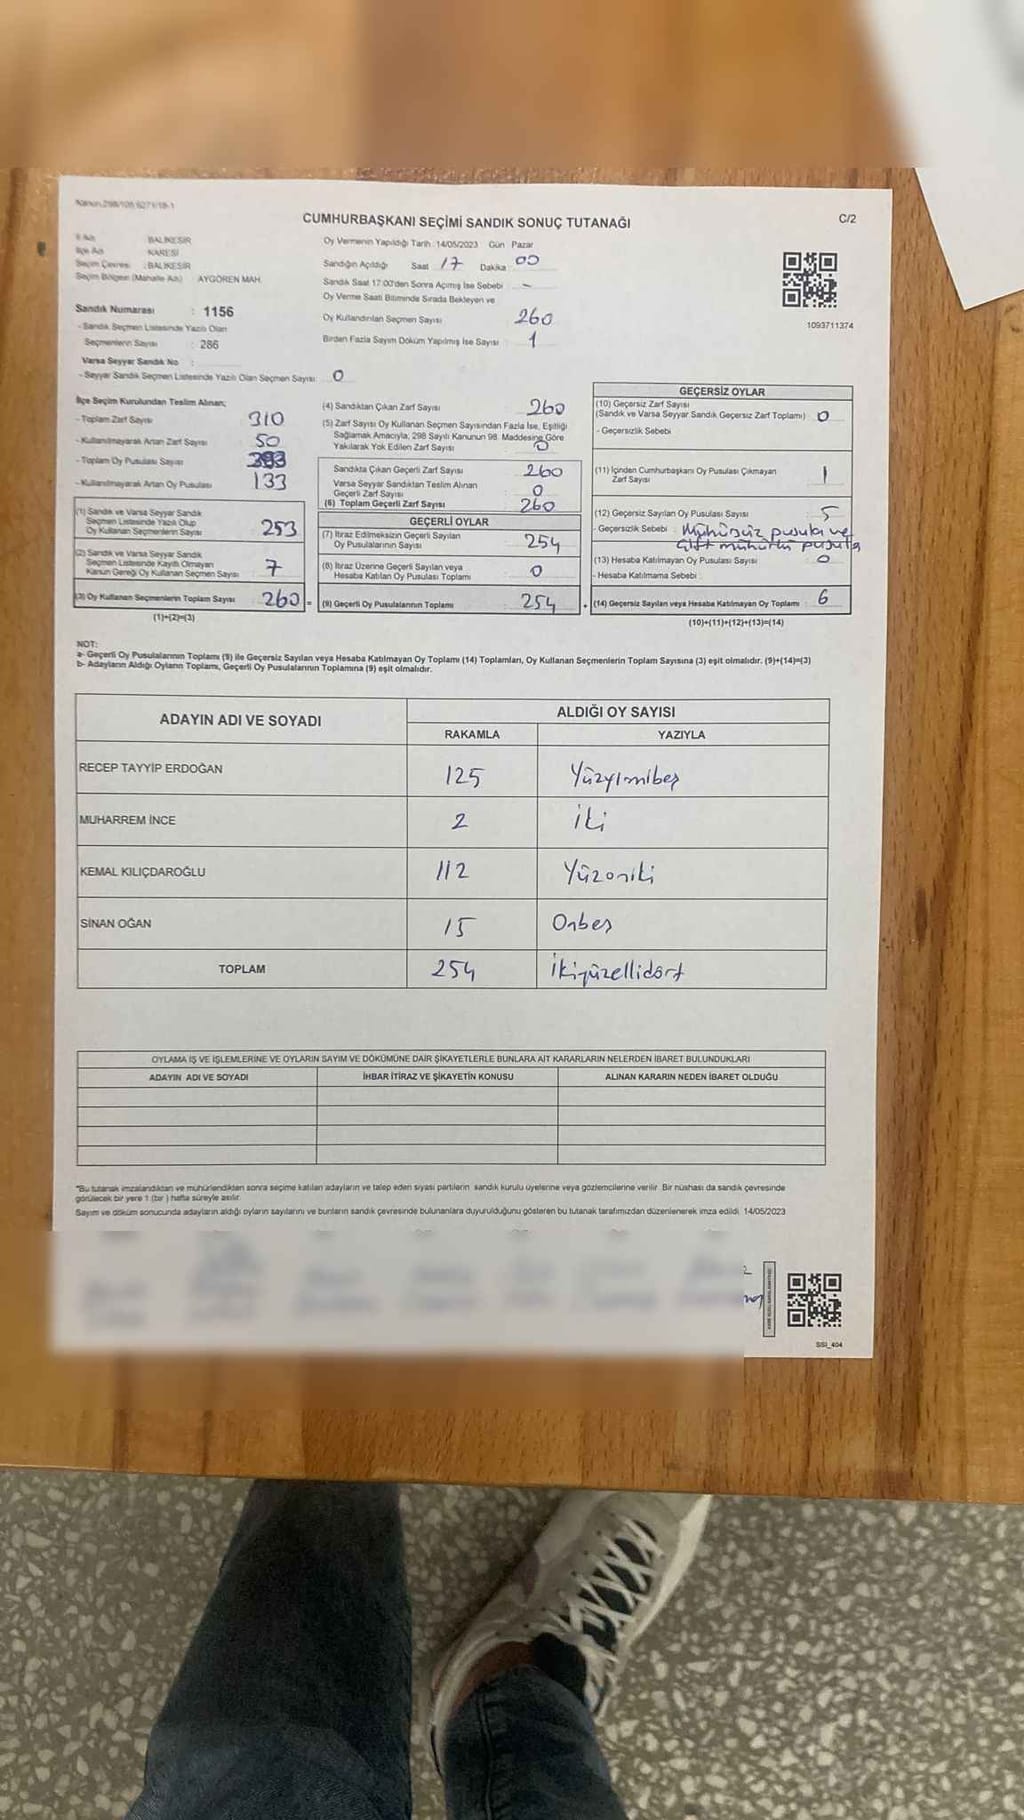 Kanun.298/105 6271/18-1
CUMHURBAŞKANI SEÇİMİ SANDIK SONUÇ TUTANAĞI
C/2
İl Adı BALIKESİR
İlçe Adı KARESİ
Seçim Çevresi : BALIKESİR
Seçim Bölgesi (Mahalle Adı) AYGÖREN MAH.
Sandık Numarası : 1156
- Sandık Seçmen Listesinde Yazılı Olan
Seçmenlerin Sayısı : 286
Varsa Seyyar Sandık No :
- Seyyar Sandık Seçmen Listesinde Yazılı Olan Seçmen Sayısı 0
Oy Vermenin Yapıldığı Tarih :14/05/2023 Gün Pazar
Sandığın Açıldığı Saat 17 Dakika 00
Sandık Saat 17:00'den Sonra Açımış İse Sebebi -
Oy Verme Saati Bitiminde Sırada Bekleyen ve
Oy Kullandırılan Seçmen Sayısı 260
Birden Fazla Sayım Döküm Yapılmış İse Sayısı 1
1093711374
İlçe Seçim Kurulundan Teslim Alınan;
- Toplam Zarf Sayısı 310
- Kullanılmayarak Artan Zarf Sayısı 50
- Toplam Oy Pusulası Sayısı 393
- Kullanılmayarak Artan Oy Pusulası 133
(1) Sandık ve Varsa Seyyar Sandık
Seçmen Listesinde Yazılı Olup
Oy Kullanan Seçmenlerin Sayısı 253
(2) Sandık ve Varsa Seyyar Sandık
Seçmen Listesinde Kayıtlı Olmayan
Kanun Gereği Oy Kullanan Seçmen Sayısı 7
(3) Oy Kullanan Seçmenlerin Toplam Sayısı 260 =
(1)+(2)=(3)
(4) Sandıktan Çıkan Zarf Sayısı 260
(5) Zarf Sayısı Oy Kullanan Seçmen Sayısından Fazla İse, Eşitliği
Sağlamak Amacıyla, 298 Sayılı Kanunun 98. Maddesine Göre
Yakılarak Yok Edilen Zarf Sayısı 0
Sandıkta Çıkan Geçerli Zarf Sayısı 260
Varsa Seyyar Sandıktan Teslim Alınan
Geçerli Zarf Sayısı 0
(6) Toplam Geçerli Zarf Sayısı 260
GEÇERLİ OYLAR
(7) İtiraz Edilmeksizin Geçerli Sayılan
Oy Pusulalarının Sayısı 254
(8) İtiraz Üzerine Geçerli Sayılan veya
Hesaba Katılan Oy Pusulası Toplamı 0
(9) Geçerli Oy Pusulalarının Toplamı 254 +
GEÇERSİZ OYLAR
(10) Geçersiz Zarf Sayısı
(Sandık ve Varsa Seyyar Sandık Geçersiz Zarf Toplamı) 0
- Geçersizlik Sebebi
(11) İçinden Cumhurbaşkanı Oy Pusulası Çıkmayan
Zarf Sayısı 1
(12) Geçersiz Sayılan Oy Pusulası Sayısı 5
- Geçersizlik Sebebi : Mühürsüz pusula ve
Çift mühürlü pusula
(13) Hesaba Katılmayan Oy Pusulası Sayısı 0
- Hesaba Katılmama Sebebi
(14) Geçersiz Sayılan veya Hesaba Katılmayan Oy Toplamı : 6
(10)+(11)+(12)+(13)=(14)
NOT:
a- Geçerli Oy Pusulalarının Toplamı (9) ile Geçersiz Sayılan veya Hesaba Katılmayan Oy Toplamı (14) Toplamları, Oy Kullanan Seçmenlerin Toplam Sayısına (3) eşit olmalıdır. (9)+(14)=(3)
b- Adayların Aldığı Oyların Toplamı, Geçerli Oy Pusulalarının Toplamına (9) eşit olmalıdır.
ADAYIN ADI VE SOYADI
ALDIĞI OY SAYISI
RAKAMLA YAZIYLA
RECEP TAYYİP ERDOĞAN 125 Yüzyirmibeş
MUHARREM İNCE 2 İki
KEMAL KILIÇDAROĞLU 112 Yüzoniki
SİNAN OĞAN 15 Onbeş
TOPLAM 254 İkiyüzellidört
OYLAMA İŞ VE İŞLEMLERİNE VE OYLARIN SAYIM VE DÖKÜMÜNE DAİR ŞİKAYETLERLE BUNLARA AİT KARARLARIN NELERDEN İBARET BULUNDUKLARI
ADAYIN ADI VE SOYADI İHBAR İTİRAZ VE ŞİKAYETİN KONUSU ALINAN KARARIN NEDEN İBARET OLDUĞU
*Bu tutanak imzalandıktan ve mühürlendikten sonra seçime katılan adayların ve talep eden siyasi partilerin sandık kurulu üyelerine veya gözlemcilerine verilir. Bir nüshası da sandık çevresinde
görülecek bir yere 1 (bir ) hafta süreyle asılır.
Sayım ve döküm sonucunda adayların aldığı oyların sayılarını ve bunların sandık çevresinde bulunanlara duyurulduğunu gösteren bu tutanak tarafımızdan düzenlenerek imza edildi. 14/05/2023
SSI_404